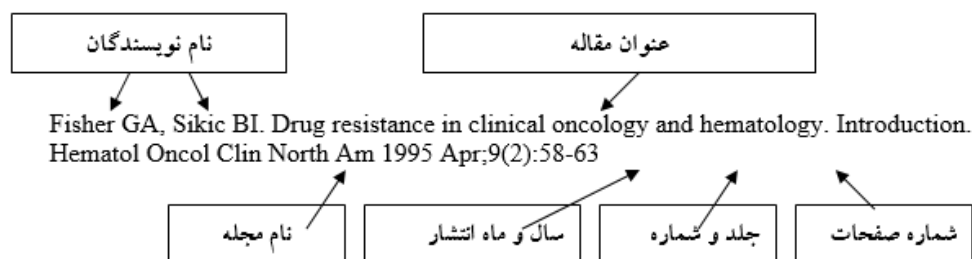 نام نویسندگان
عنوان مقاله
Fisher GA, Sikic BI. Drug resistance in clinical oncology and hematology. Introduction.
Hematol Oncol Clin North Am 1995 Apr;9(2):58-63
نام مجله
سال و ماه انتشار
جلد و شماره
شماره صفحات